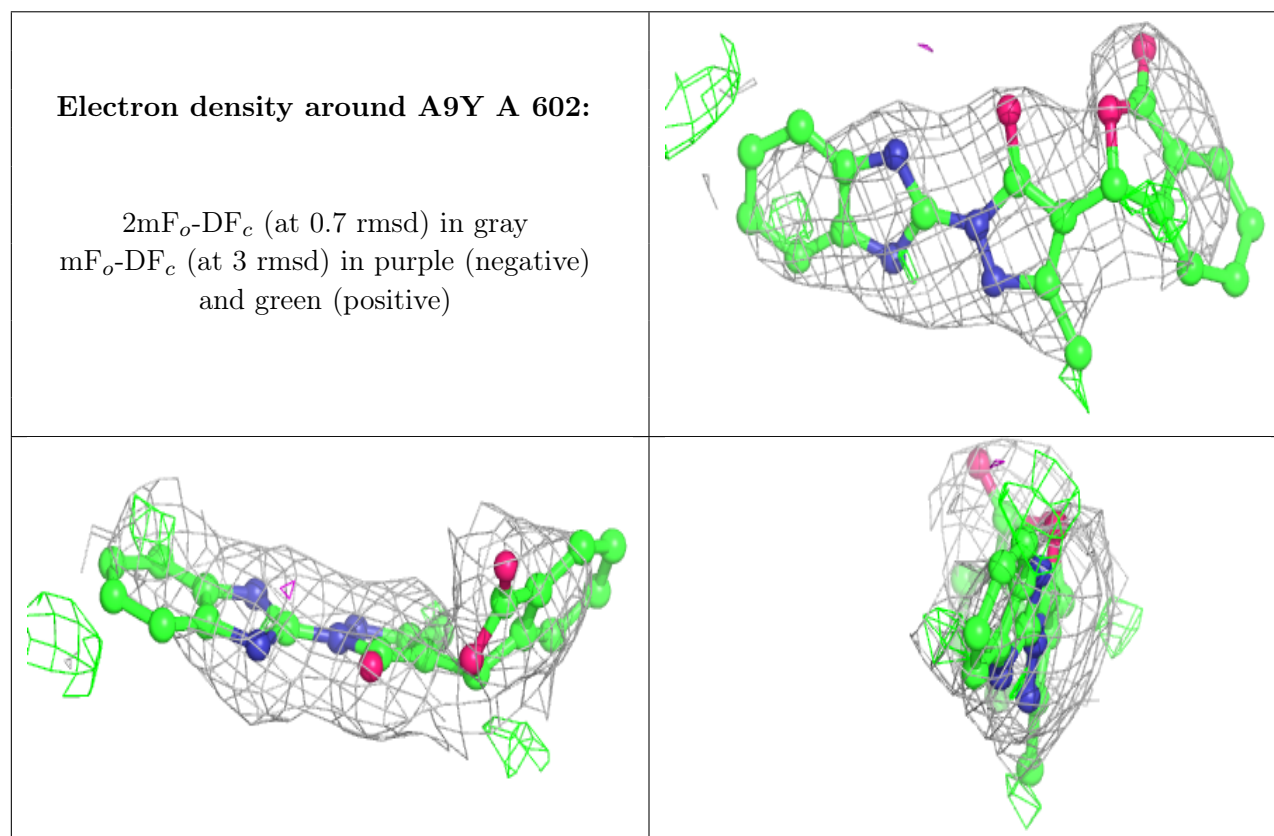 Electron density around A9Y A 602:
2mFo-DFc (at 0.7 rmsd) in gray
mFo-DFc (at 3 rmsd) in purple (negative)
and green (positive)